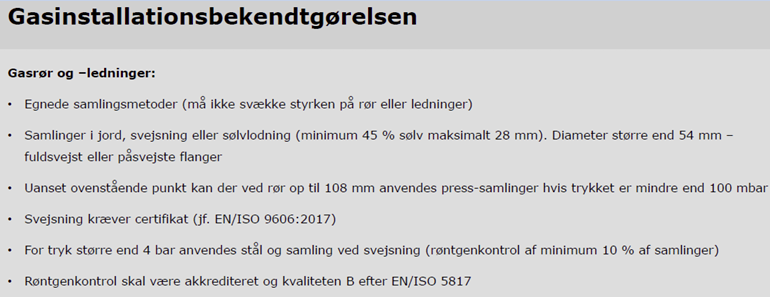 Gasinstallationsbekendtgørelsen
Gasrør og –ledninger:
• Egnede samlingsmetoder (må ikke svække styrken på rør eller ledninger)
• Samlinger i jord, svejsning eller sølvlodning (minimum 45 % sølv maksimalt 28 mm). Diameter større end 54 mm –
fuldsvejst eller påsvejste flanger
• Uanset ovenstående punkt kan der ved rør op til 108 mm anvendes press-samlinger hvis trykket er mindre end 100 mbar
• Svejsning kræver certifikat (jf. EN/ISO 9606:2017)
• For tryk større end 4 bar anvendes stål og samling ved svejsning (røntgenkontrol af minimum 10 % af samlinger)
• Røntgenkontrol skal være akkrediteret og kvaliteten B efter EN/ISO 5817